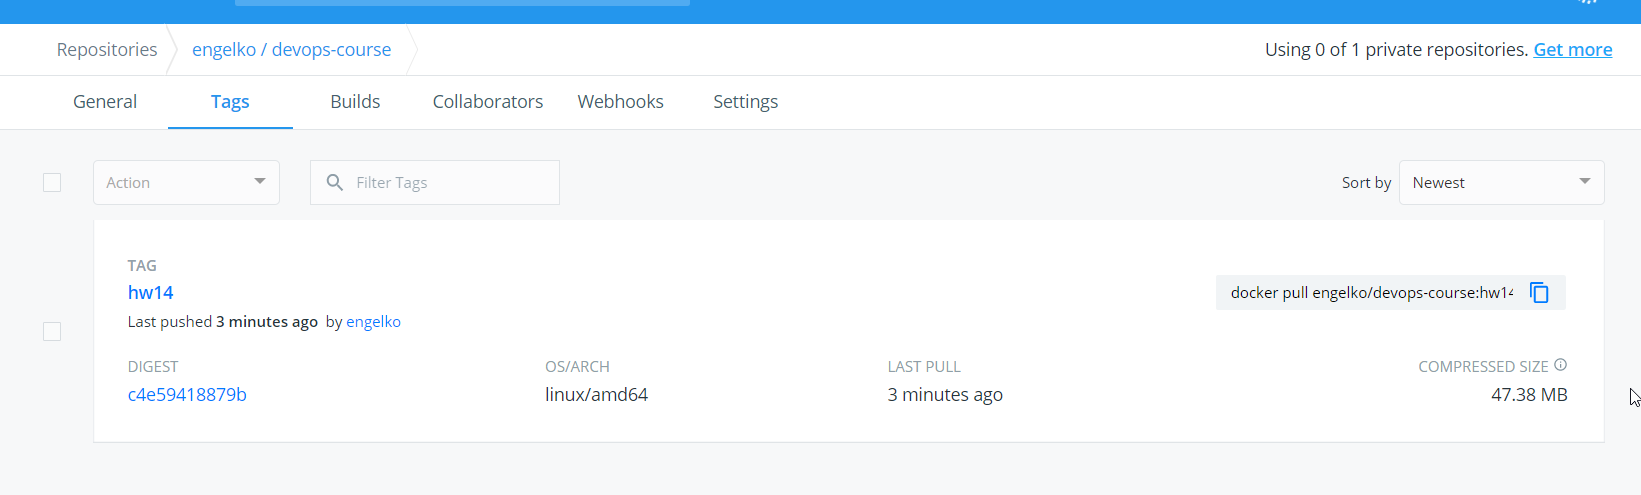 Repositories engelko / devops-course Using 0 of 1 private repositories. Get more
General Tags Builds Collaborators Webhooks Settings
Action Filter Tags Sort by Newest
TAG
hw14
docker pull engelko/devops-course:hw14
Last pushed 3 minutes ago by engelko
DIGEST OS/ARCH LAST PULL COMPRESSED SIZE
c4e59418879b linux/amd64 3 minutes ago 47.38 MB